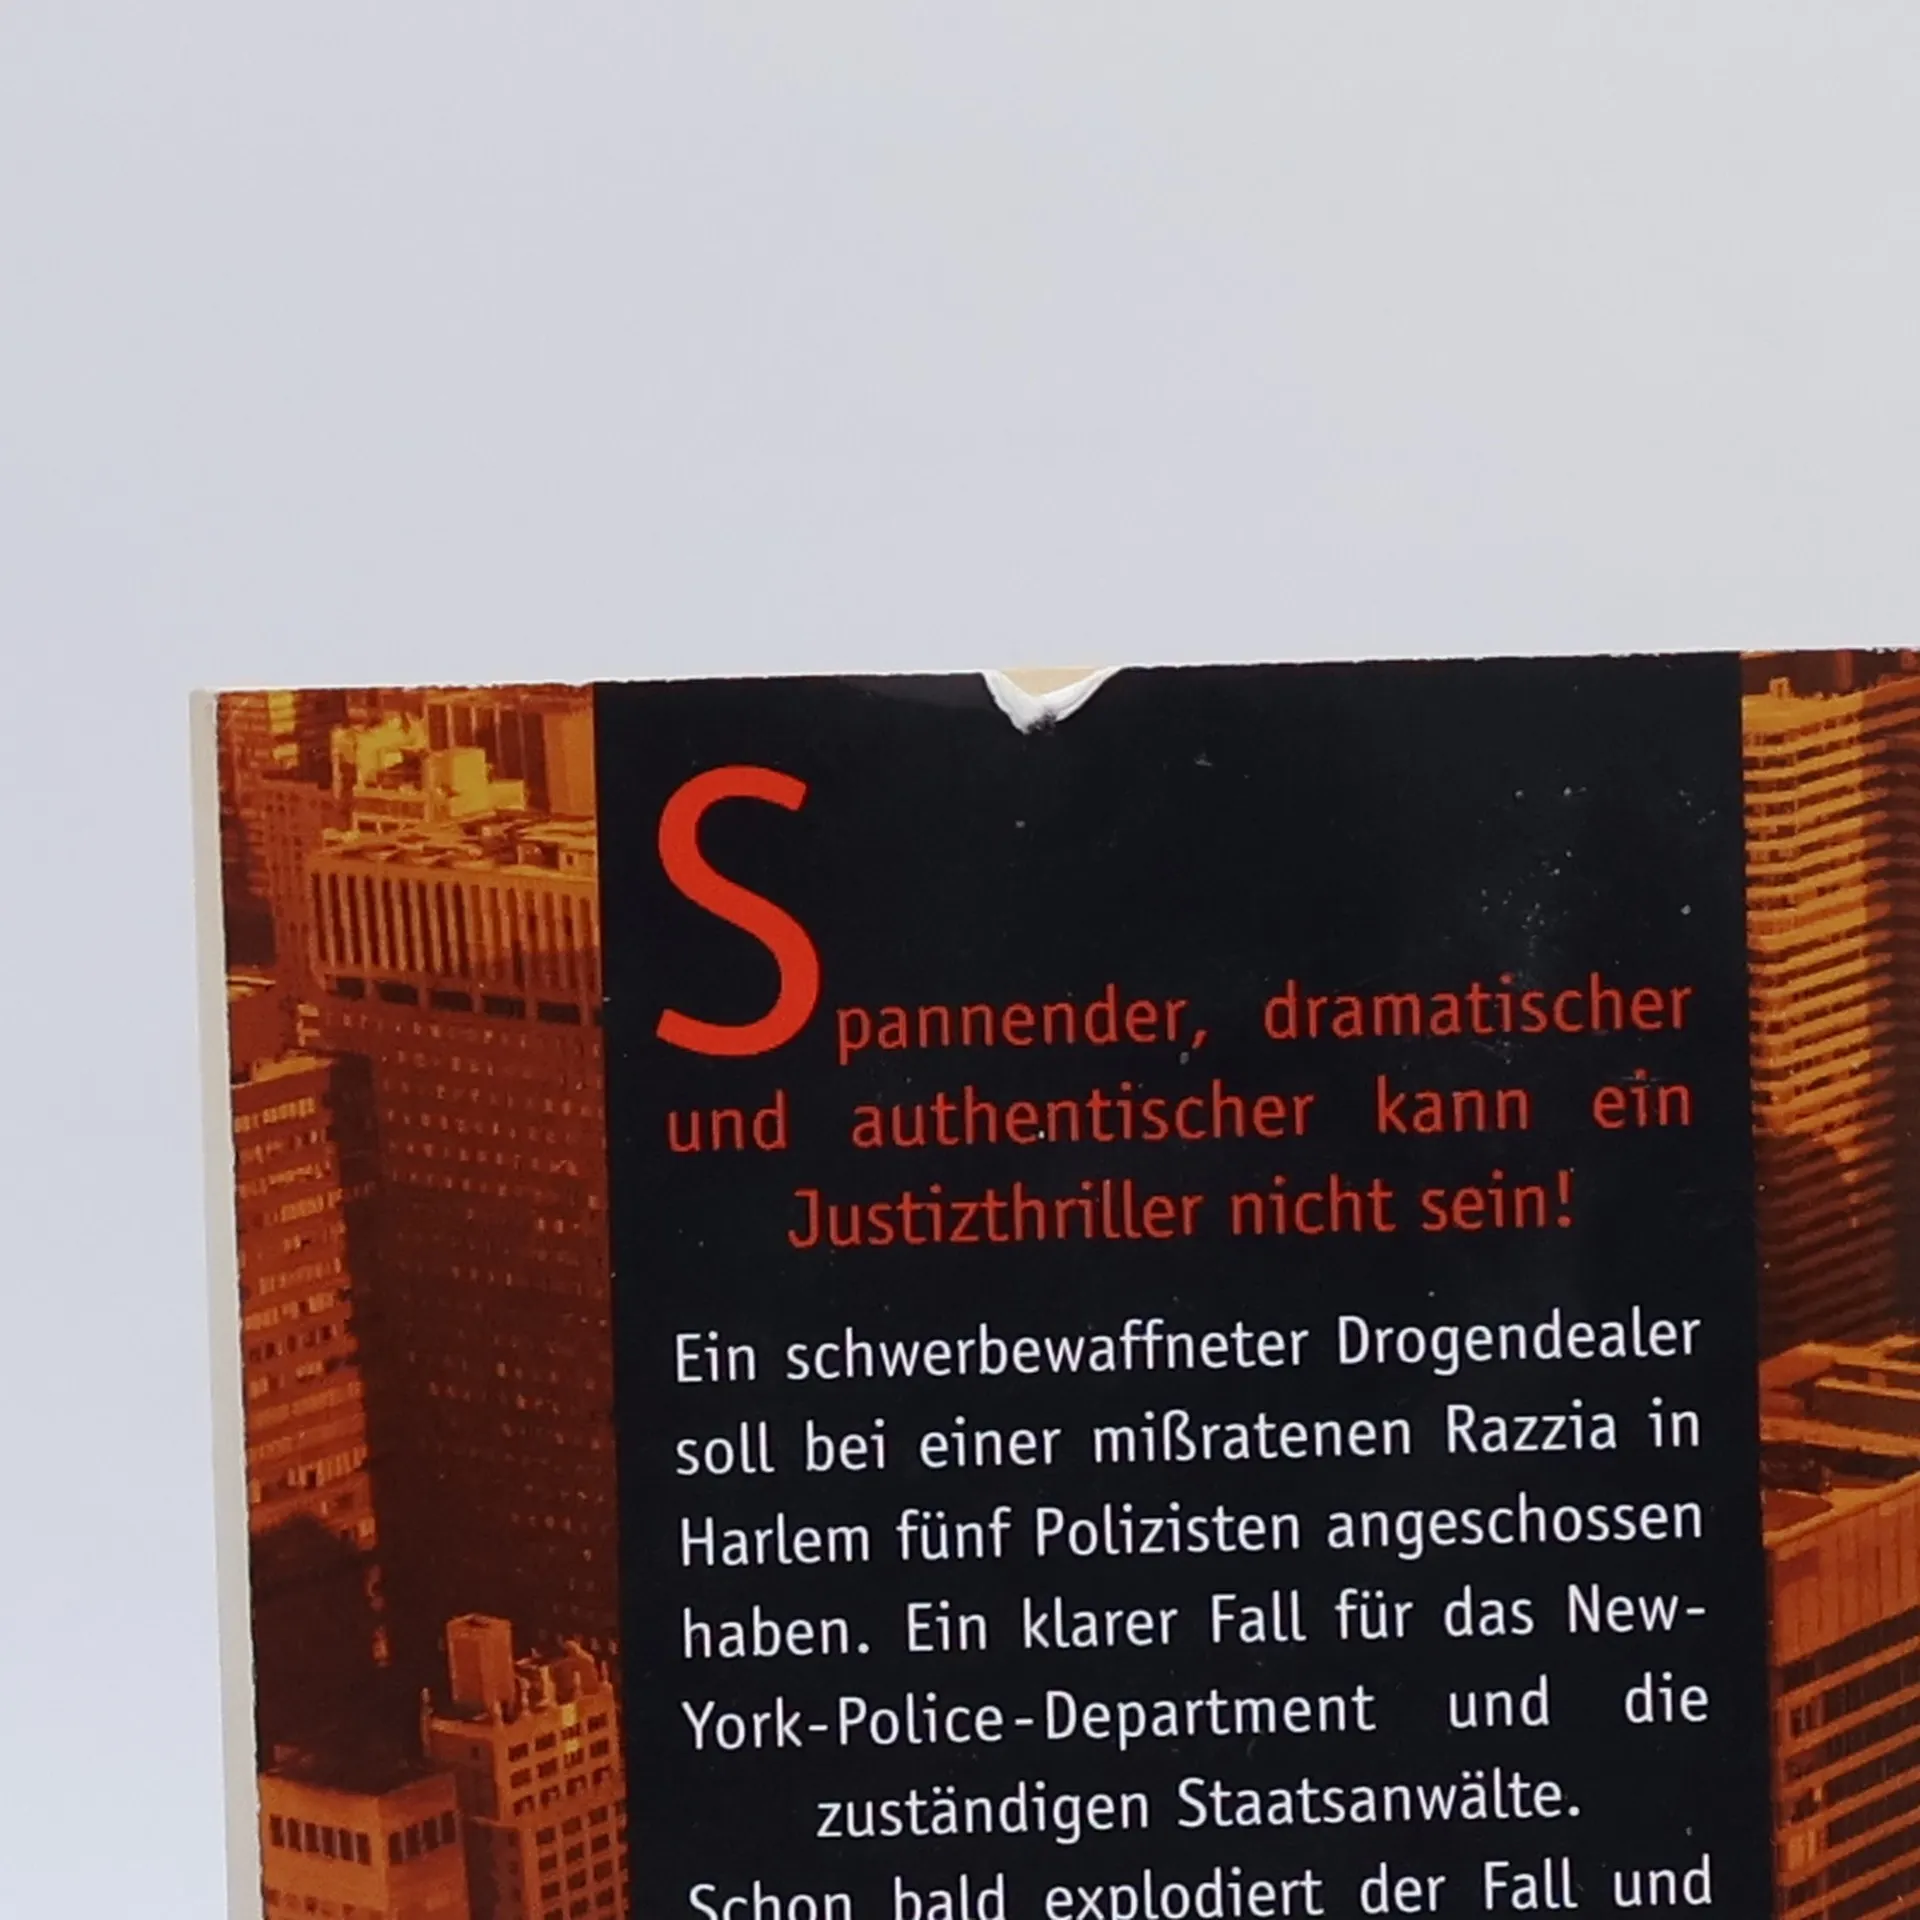 Spannender, dramatischer
und authentischer kann ein
Justizthriller nicht sein!
Ein schwerbewaffneter Drogendealer
soll bei einer mißratenen Razzia in
Harlem fünf Polizisten angeschossen
haben. Ein klarer Fall für das New-
York-Police-Department und die
zuständigen Staatsanwälte.
Schon bald explodiert der Fall und